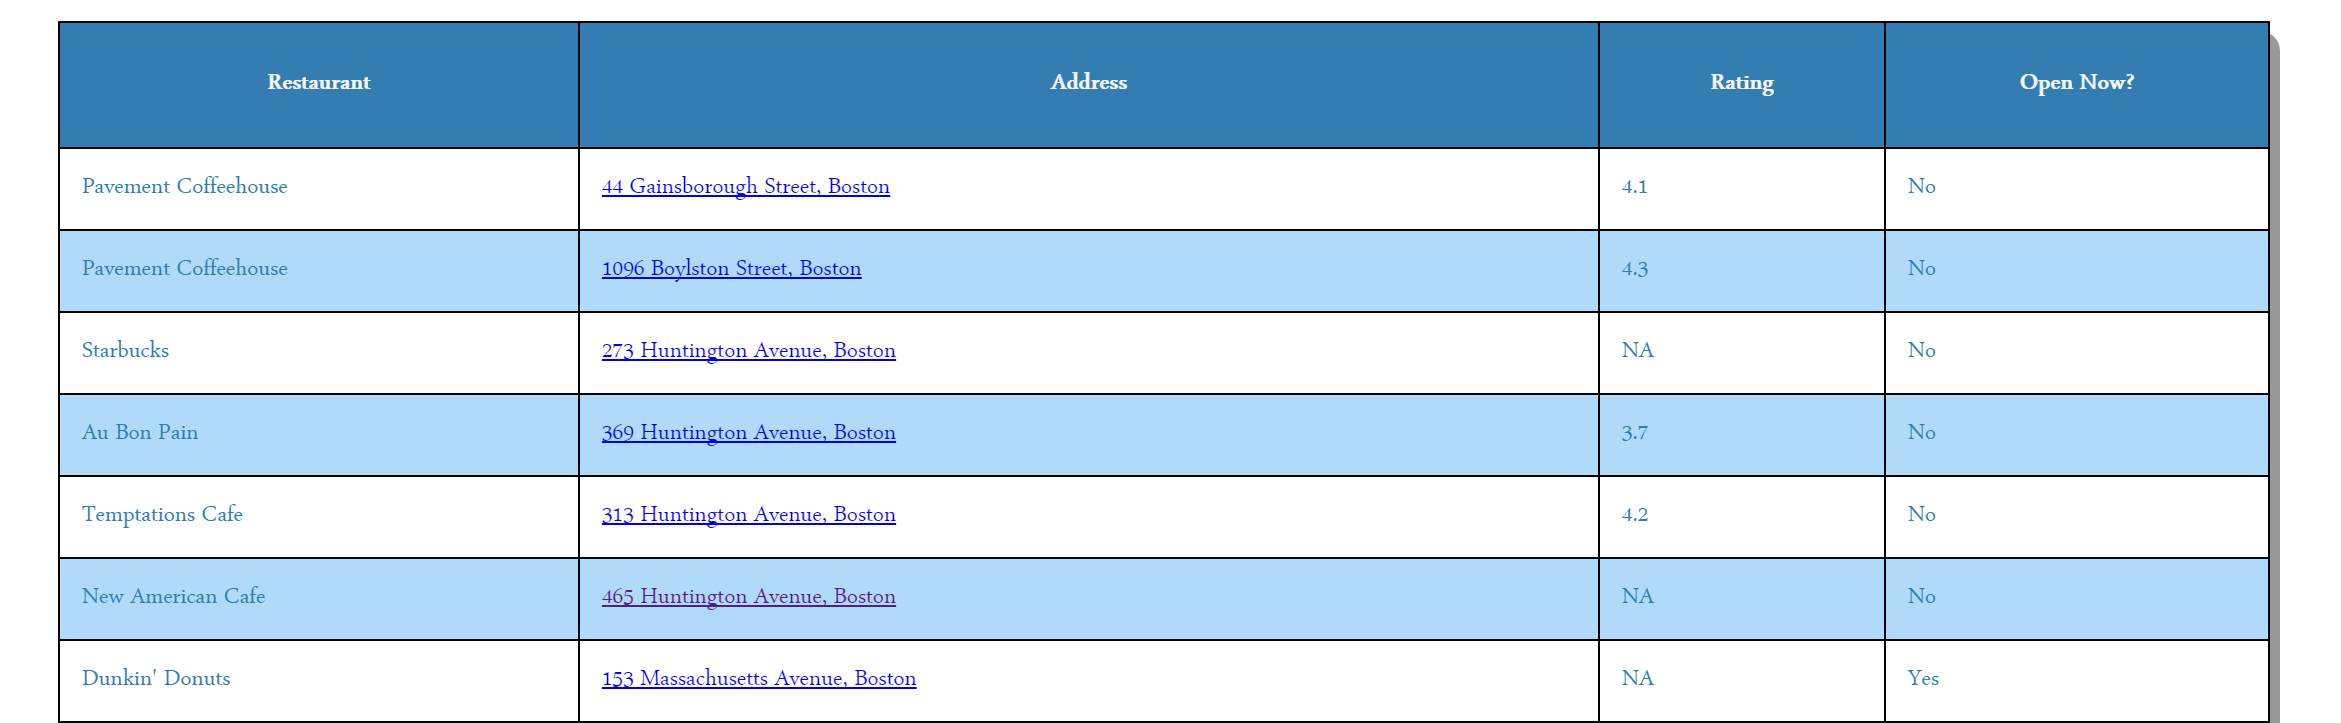 Restaurant Address Rating Open Now?
Pavement Coffeehouse 44 Gainsborough Street, Boston 4.1 No
Pavement Coffeehouse 1096 Boylston Street, Boston 4.3 No
Starbucks 273 Huntington Avenue, Boston NA No
Au Bon Pain 369 Huntington Avenue, Boston 3.7 No
Temptations Cafe 313 Huntington Avenue, Boston 4.2 No
New American Cafe 465 Huntington Avenue, Boston NA No
Dunkin' Donuts 153 Massachusetts Avenue, Boston NA Yes